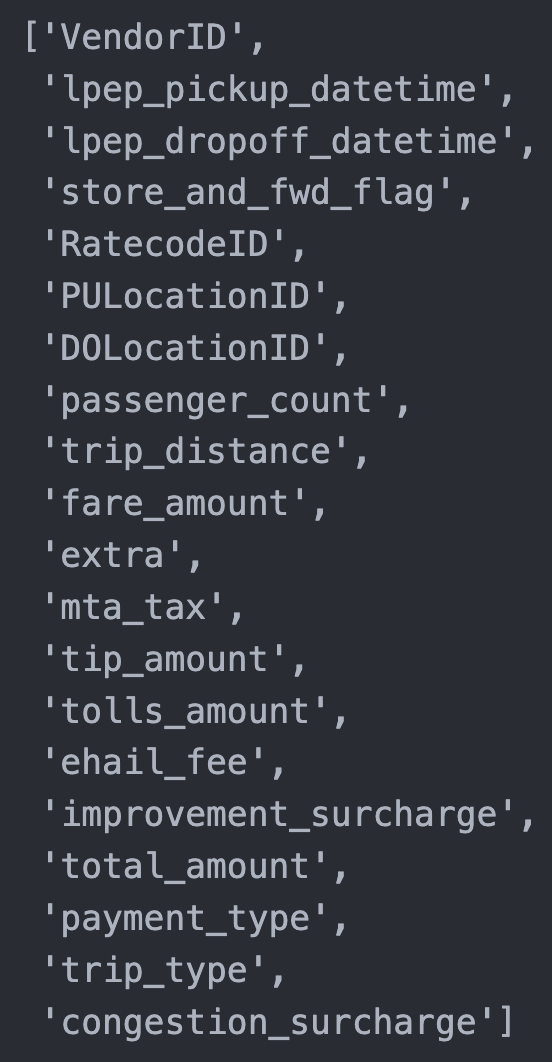 ['VendorID',
'lpep_pickup_datetime',
'lpep_dropoff_datetime',
'store_and_fwd_flag',
'RatecodeID',
'PULocationID',
'DOLocationID',
'passenger_count',
'trip_distance',
'fare_amount',
'extra',
'mta_tax',
'tip_amount',
'tolls_amount',
'ehail_fee',
'improvement_surcharge',
'total_amount',
'payment_type',
'trip_type',
'congestion_surcharge']